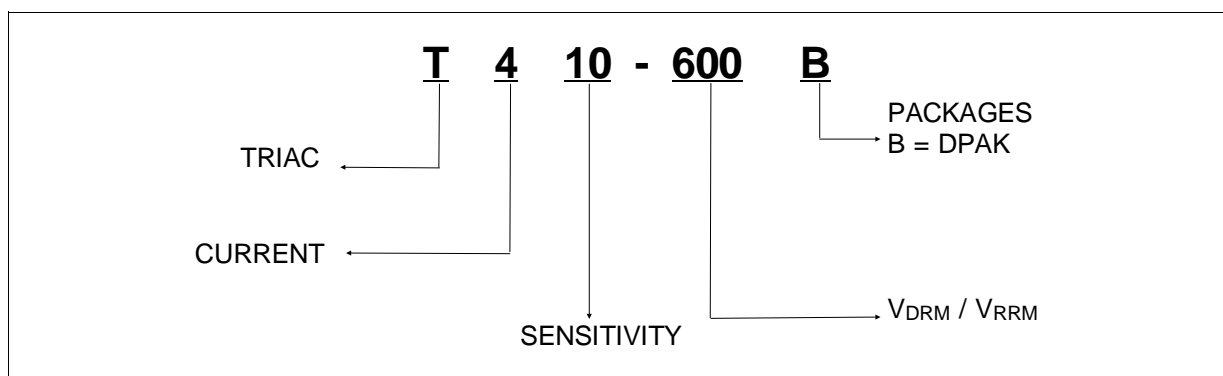 T 4 10 - 600 B
PACKAGES
B = DPAK
TRIAC
CURRENT
VDRM / VRRM
SENSITIVITY